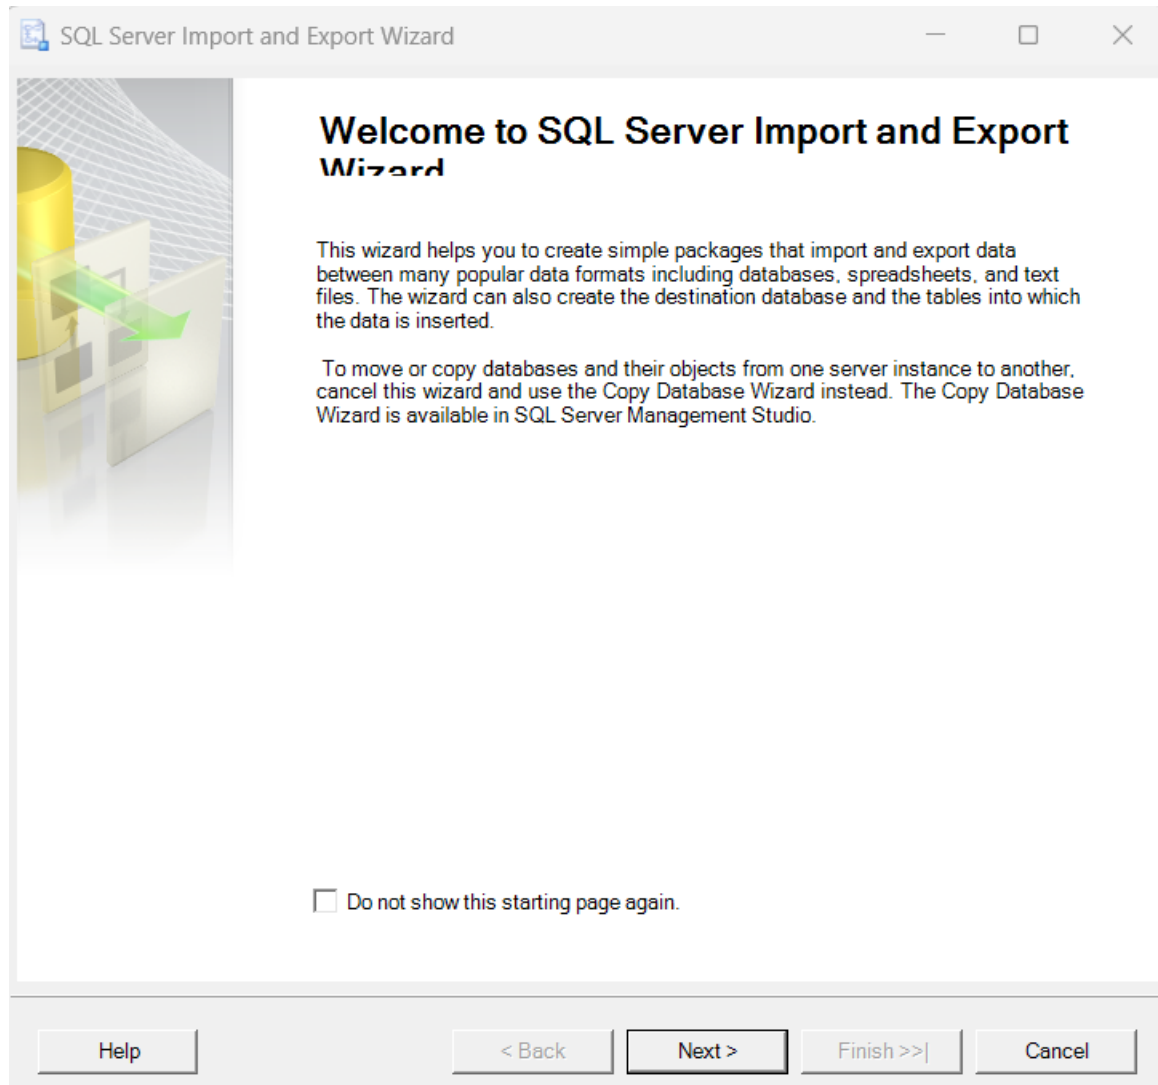 SQL Server Import and Export Wizard
Welcome to SQL Server Import and Export
Wizard
This wizard helps you to create simple packages that import and export data
between many popular data formats including databases, spreadsheets, and text
files. The wizard can also create the destination database and the tables into which
the data is inserted.
To move or copy databases and their objects from one server instance to another,
cancel this wizard and use the Copy Database Wizard instead. The Copy Database
Wizard is available in SQL Server Management Studio.
Do not show this starting page again.
Help
< Back
Next >
Finish >>|
Cancel